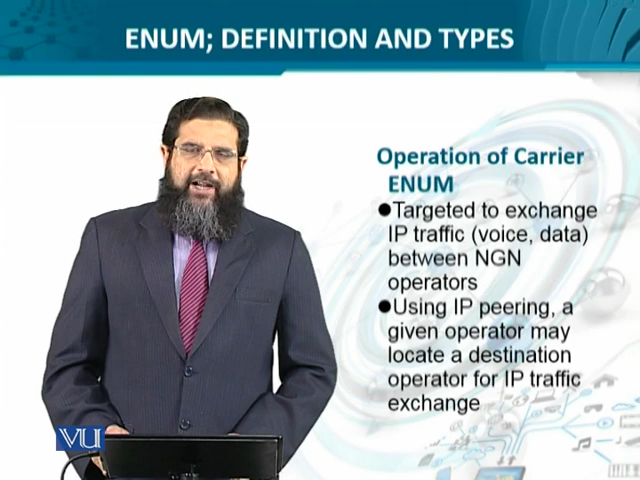 ENUM; DEFINITION AND TYPES
Operation of Carrier
ENUM
●Targeted to exchange
IP traffic (voice, data)
between NGN
operators
●Using IP peering, a
given operator may
locate a destination
operator for IP traffic
exchange
VU